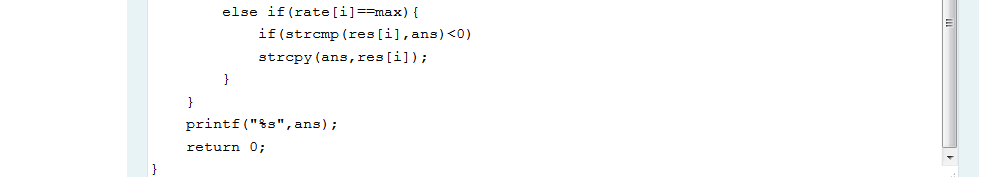 else if(rate[i]==max){
if(strcmp(res[i],ans)<0)
strcpy(ans,res[i]);
}
}
printf("%s",ans);
return 0;
}